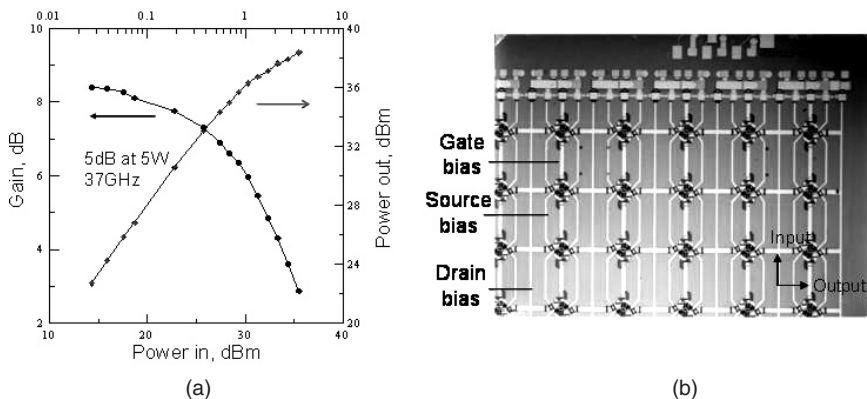 0.01 0.1 1 10
10 40
8 36
6 32
4 28
24
2 20
10 20 30 40
Gain, dB
Power out, dBm
Power in, dBm
5dB at 5W
37GHz
(a)
Gate
bias
Source
bias
Drain
bias
Input
Output
(b)